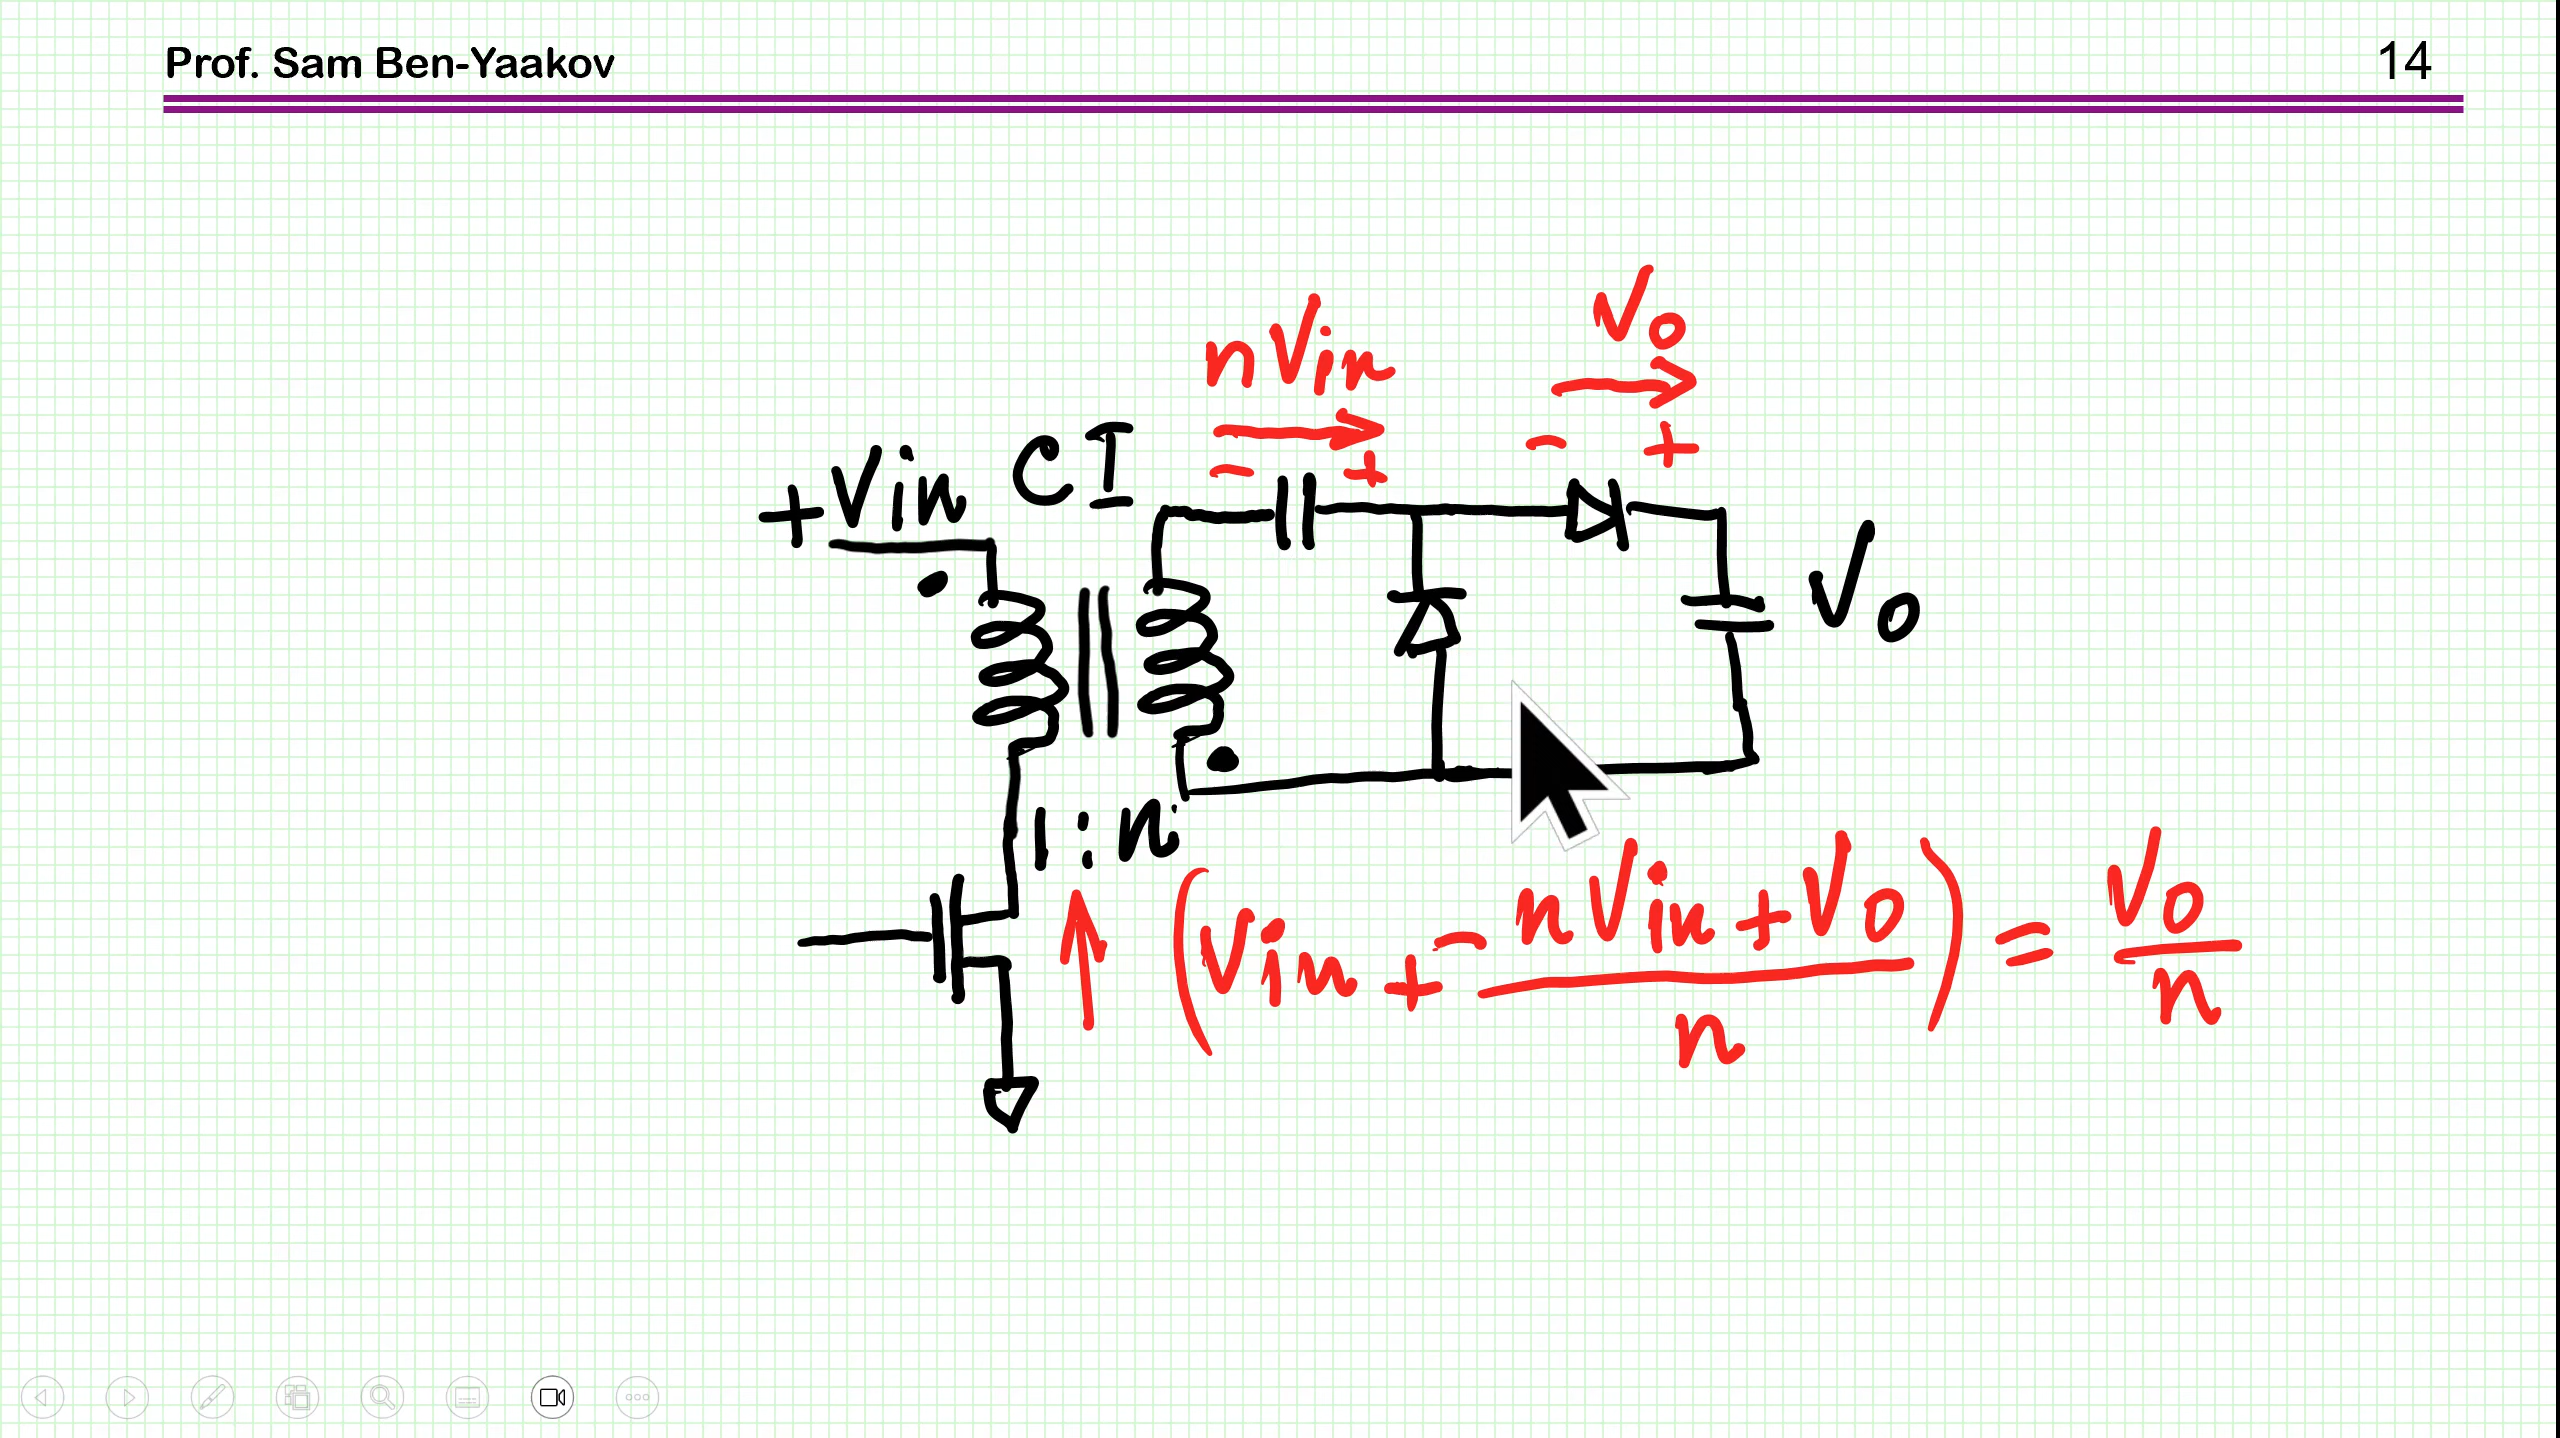 Prof. Sam Ben-Yaakov
14
Vo
nVin
- +
- +
+Vin
CI
Vo
1:n
(Vin + -nVin+Vo/n) = Vo/n